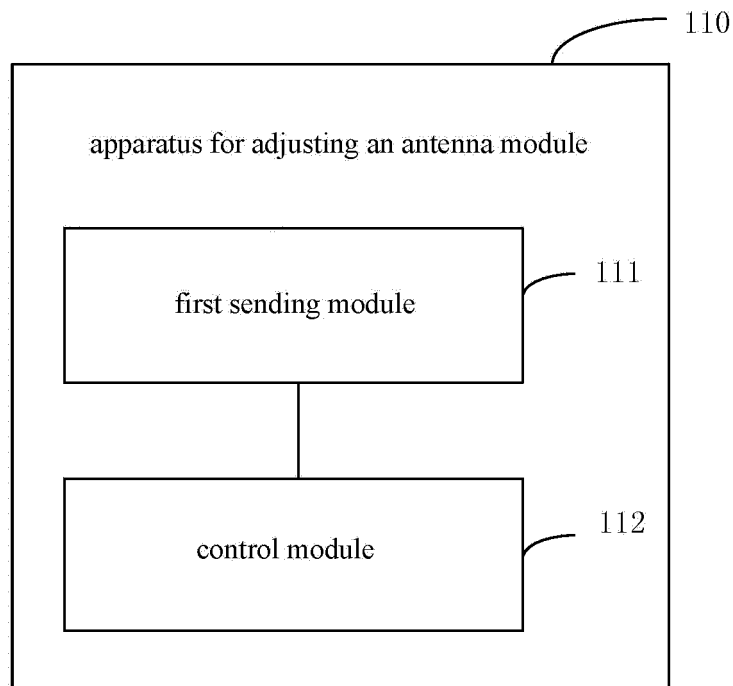 110
apparatus for adjusting an antenna module
111
first sending module
112
control module